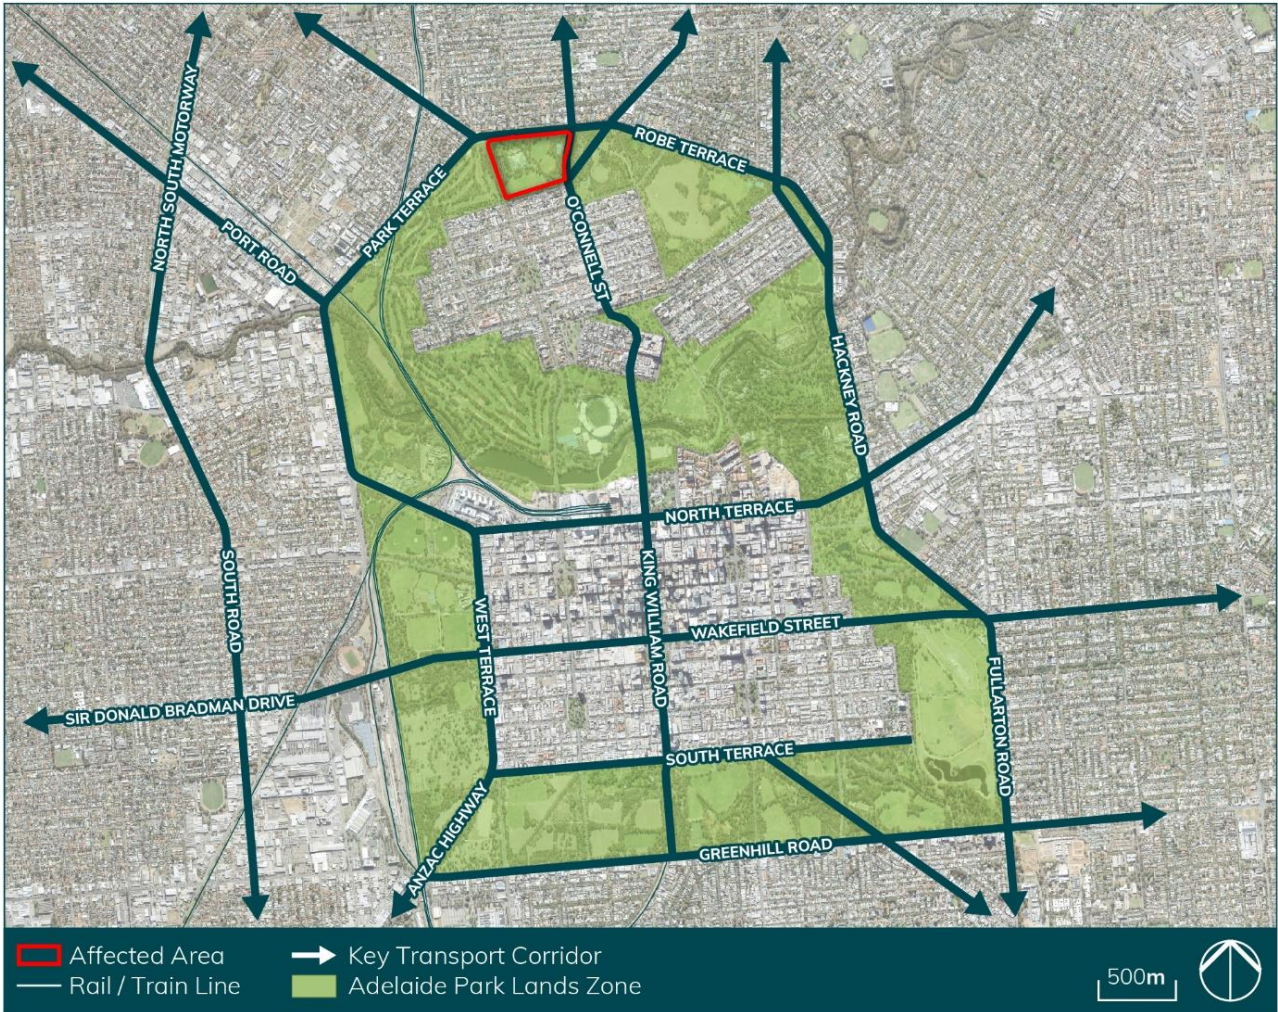 NORTH SOUTH MOTORWAY
PORT ROAD
PARK TERRACE
ROBE TERRACE
O'CONNELL ST
HACKNEY ROAD
NORTH TERRACE
SOUTH ROAD
WEST TERRACE
KING WILLIAM ROAD
WAKEFIELD STREET
SIR DONALD BRADMAN DRIVE
FULLARTON ROAD
SOUTH TERRACE
ANZAC HIGHWAY
GREENHILL ROAD
Affected Area
Key Transport Corridor
Rail / Train Line
Adelaide Park Lands Zone
500m